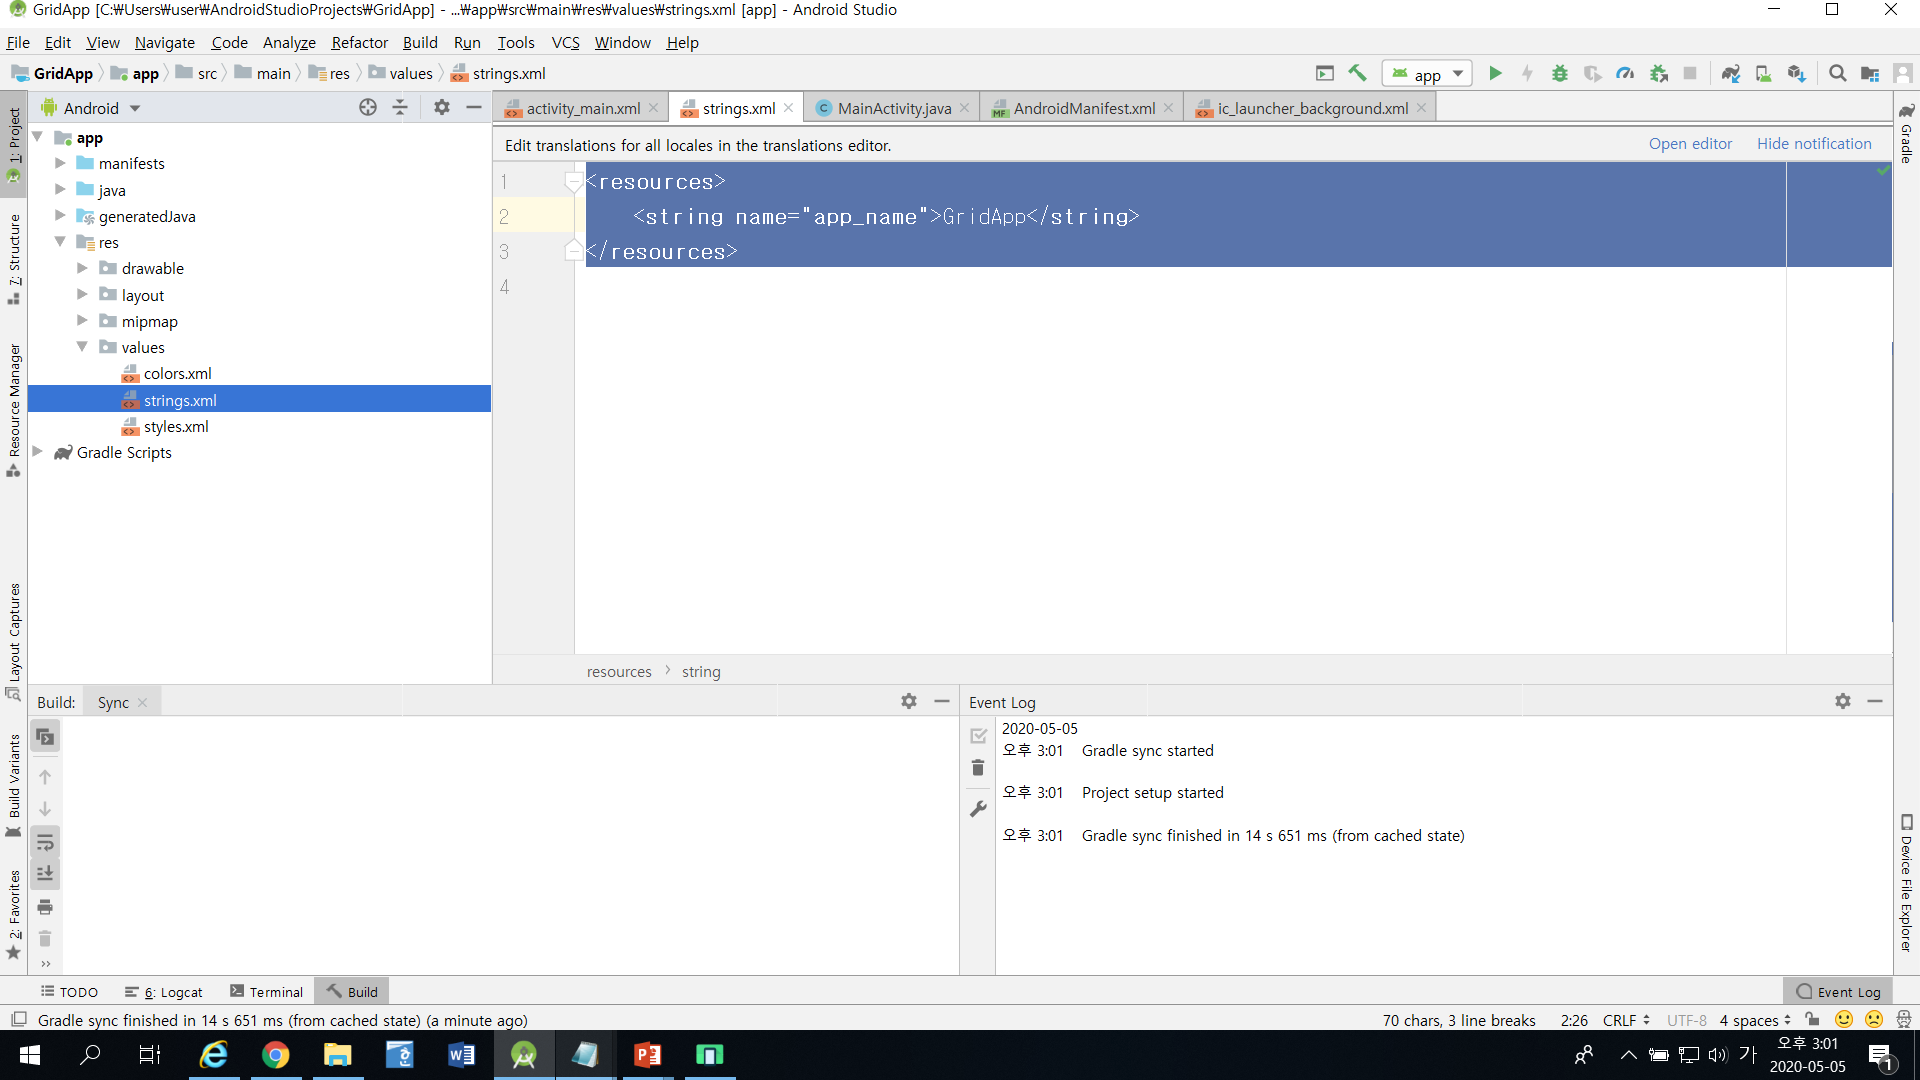 GridApp [C:₩Users₩user₩AndroidStudioProjects₩GridApp] - ...₩app₩src₩main₩res₩values₩strings.xml [app] - Android Studio
File Edit View Navigate Code Analyze Refactor Build Run Tools VCS Window Help
GridApp app src main res values strings.xml
app
Android
activity_main.xml strings.xml MainActivity.java AndroidManifest.xml ic_launcher_background.xml
Edit translations for all locales in the translations editor.
Open editor Hide notification
1: Project
7: Structure
Resource Manager
Layout Captures
Build Variants
2: Favorites
app
manifests
java
generatedJava
res
drawable
layout
mipmap
values
colors.xml
strings.xml
styles.xml
Gradle Scripts
1 <resources>
2 <string name="app_name">GridApp</string>
3 </resources>
4
resources string
Gradle
Device File Explorer
Build: Sync
Event Log
2020-05-05
오후 3:01 Gradle sync started
오후 3:01 Project setup started
오후 3:01 Gradle sync finished in 14 s 651 ms (from cached state)
TODO 6: Logcat Terminal Build
Event Log
Gradle sync finished in 14 s 651 ms (from cached state) (a minute ago)
70 chars, 3 line breaks 2:26 CRLF UTF-8 4 spaces
가
오후 3:01
2020-05-05
1